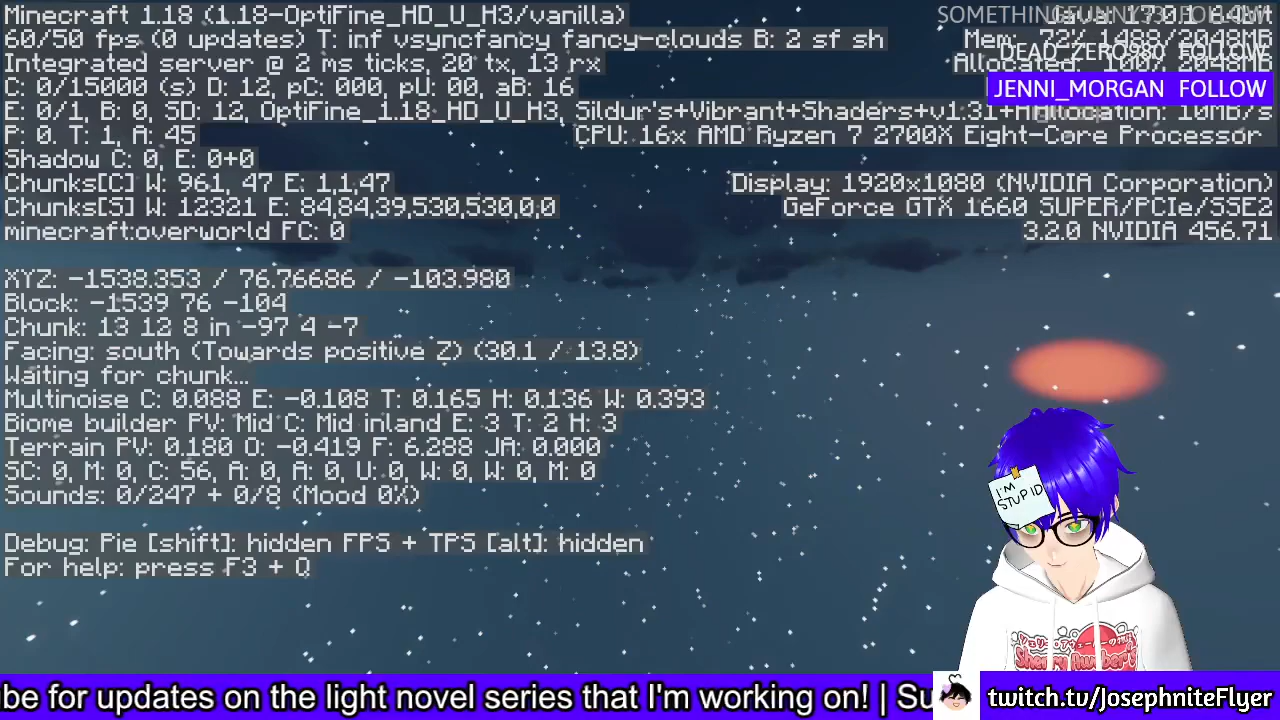 Minecraft 1.18 (1.18-OptiFine_HD_U_H3/vanilla)
60/50 fps (0 updates) T: inf vsyncfancy fancy-clouds B: 2 sf sh
Integrated server @ 2 ms ticks, 20 tx, 13 rx
C: 0/15000 (s) D: 12, pC: 000, pU: 00, aB: 16
E: 0/1, B: 0, SD: 12, OptiFine_1.18_HD_U_H3, Sildur's+Vibrant+Shaders+v1.31+
P: 0, T: 1, A: 45
Shadow C: 0, E: 0+0
Chunks[C] W: 961, 47 E: 1,1,47
Chunks[S] W: 12321 E: 84,84,39,530,530,0,0
minecraft:overworld FC: 0
XYZ: -1538.353 / 76.76686 / -103.980
Block: -1539 76 -104
Chunk: 13 12 8 in -97 4 -7
Facing: south (Towards positive Z) (30.1 / 13.8)
Waiting for chunk...
Multinoise C: 0.088 E: -0.108 T: 0.165 H: 0.136 W: 0.393
Biome builder PV: Mid C: Mid inland E: 3 T: 2 H: 3
Terrain PV: 0.180 O: -0.419 F: 6.288 JA: 0.000
SC: 0, M: 0, C: 56, A: 0, A: 0, U: 0, W: 0, W: 0, M: 0
Sounds: 0/247 + 0/8 (Mood 0%)
Debug: Pie [shift]: hidden FPS + TPS [alt]: hidden
For help: press F3 + Q
Mem: 72% 1488/2048MB
DEAD_ZERO980 FOLLOW
Allocated: 100% 2048MB
JENNI_MORGAN FOLLOW
10MB/s
CPU: 16x AMD Ryzen 7 2700X Eight-Core Processor
Display: 1920x1080 (NVIDIA Corporation)
GeForce GTX 1660 SUPER/PCIe/SSE2
3.2.0 NVIDIA 456.71
I'M
STUPID
be for updates on the light novel series that I'm working on! | Su
twitch.tv/JosephniteFlyer